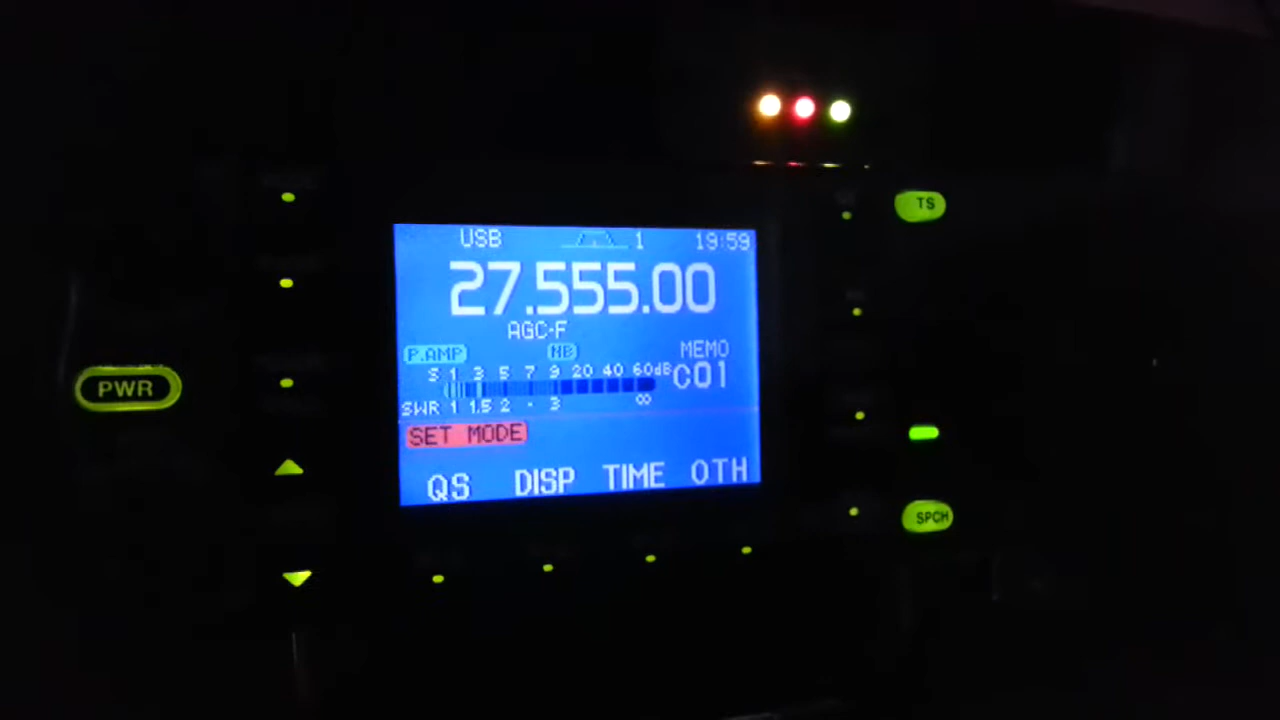 USB 1 19:59
27.555.00
AGC-F
P.AMP NB MEMO
S 1 3 5 7 9 20 40 60dB C01
SWR 1 1.5 2 - 3 ∞
SET MODE
QS DISP TIME OTH
PWR
TS
SPCH